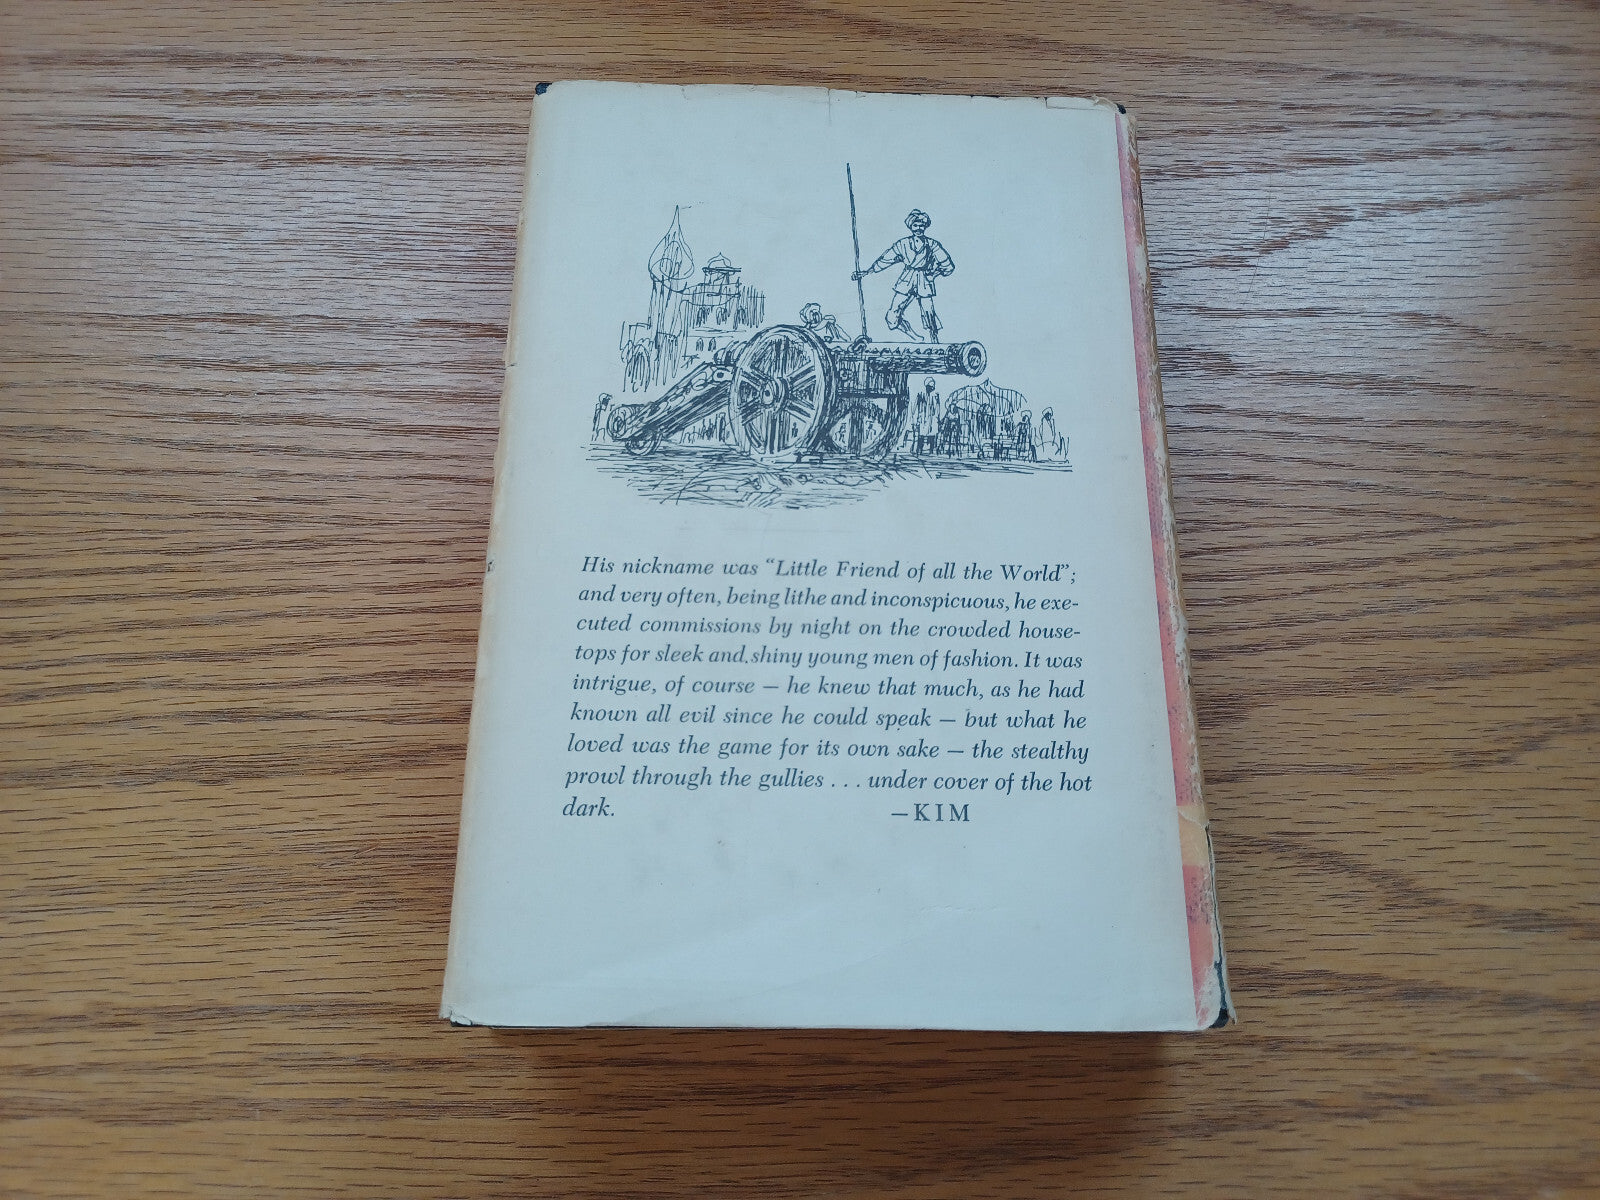 His nickname was “Little Friend of all the World”;
and very often, being lithe and inconspicuous, he exe-
cuted commissions by night on the crowded house-
tops for sleek and shiny young men of fashion. It was
intrigue, of course — he knew that much, as he had
known all evil since he could speak — but what he
loved was the game for its own sake — the stealthy
prowl through the gullies . . . under cover of the hot
dark. —KIM